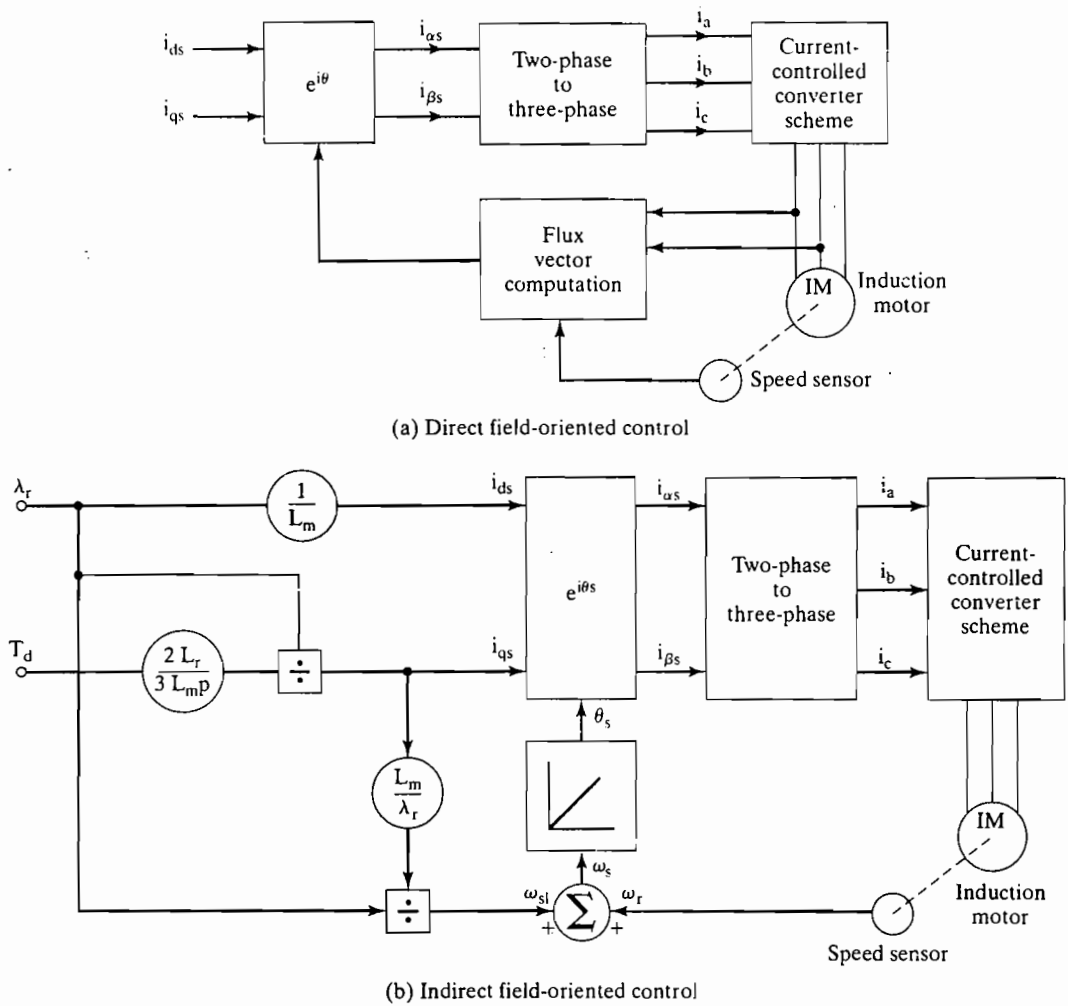 i_ds
i_qs
e^iθ
i_αs
i_βs
Two-phase
to
three-phase
i_a
i_b
i_c
Current-
controlled
converter
scheme
Flux
vector
computation
IM
Induction
motor
Speed sensor
(a) Direct field-oriented control
λ_r
1
L_m
i_ds
T_d
2 L_r
3 L_m p
÷
i_qs
e^iθs
i_αs
i_βs
Two-phase
to
three-phase
i_a
i_b
i_c
Current-
controlled
converter
scheme
θ_s
L_m
λ_r
ω_s
÷
ω_sl
+
Σ
+
ω_r
IM
Induction
motor
Speed sensor
(b) Indirect field-oriented control